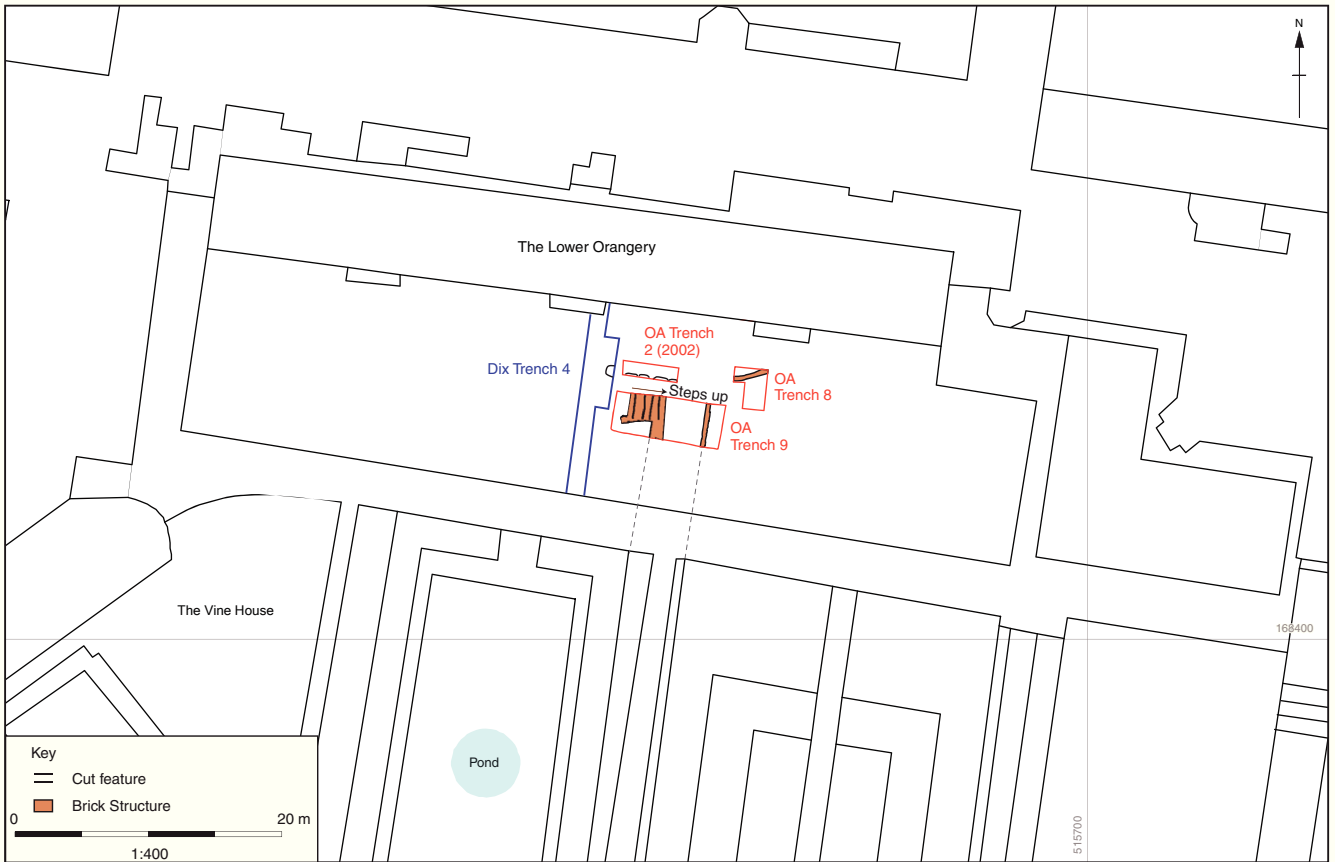 N
The Lower Orangery
OA Trench
2 (2002)
Dix Trench 4
Steps up
OA
Trench 8
OA
Trench 9
The Vine House
168400
Key
Cut feature
Brick Structure
0
20 m
1:400
Pond
515700